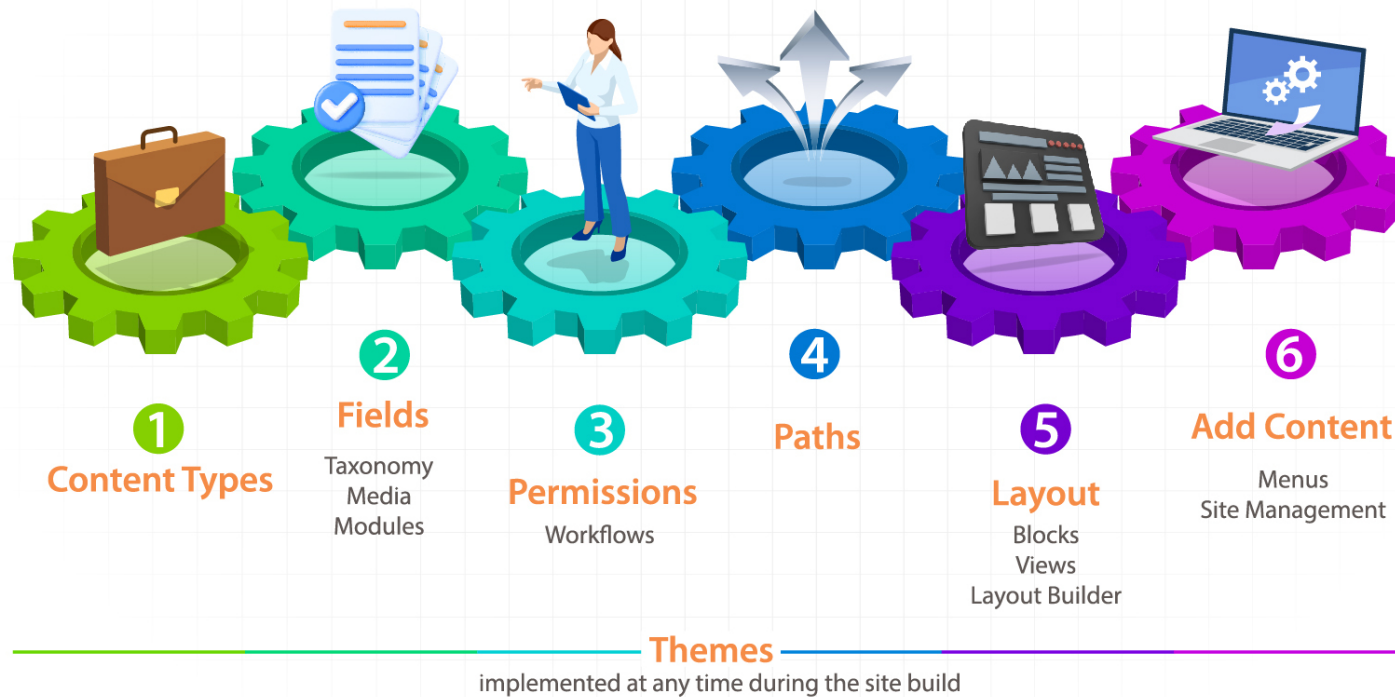 1
Content Types
2
Fields
Taxonomy
Media
Modules
3
Permissions
Workflows
4
Paths
5
Layout
Blocks
Views
Layout Builder
6
Add Content
Menus
Site Management
Themes
implemented at any time during the site build